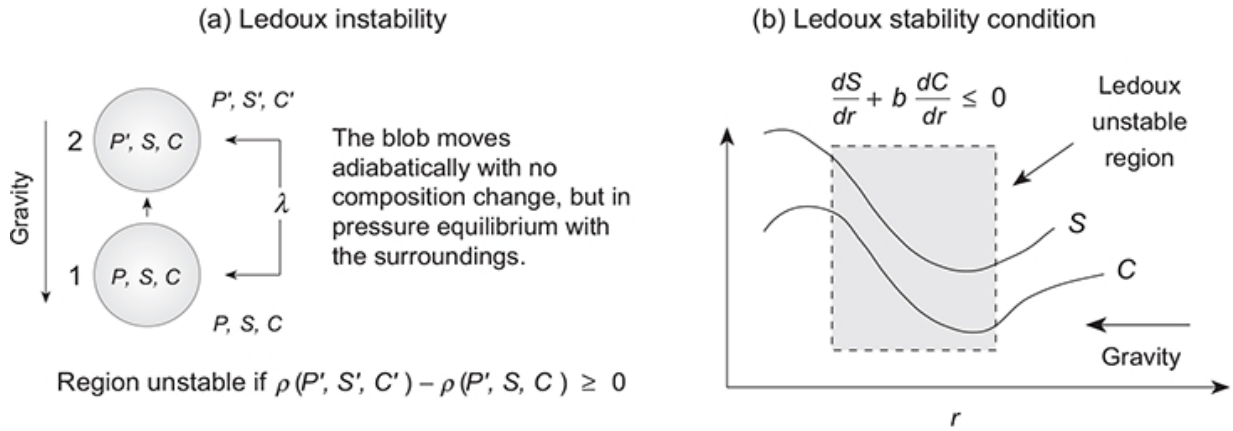 (a) Ledoux instability
P', S', C'
2
P', S, C
The blob moves
adiabatically with no
composition change, but in
pressure equilibrium with
the surroundings.
λ
Gravity
1
P, S, C
P, S, C
Region unstable if ρ(P', S', C') – ρ(P', S, C) ≥ 0
(b) Ledoux stability condition
dS/dr + b dC/dr ≤ 0
Ledoux
unstable
region
S
C
Gravity
r